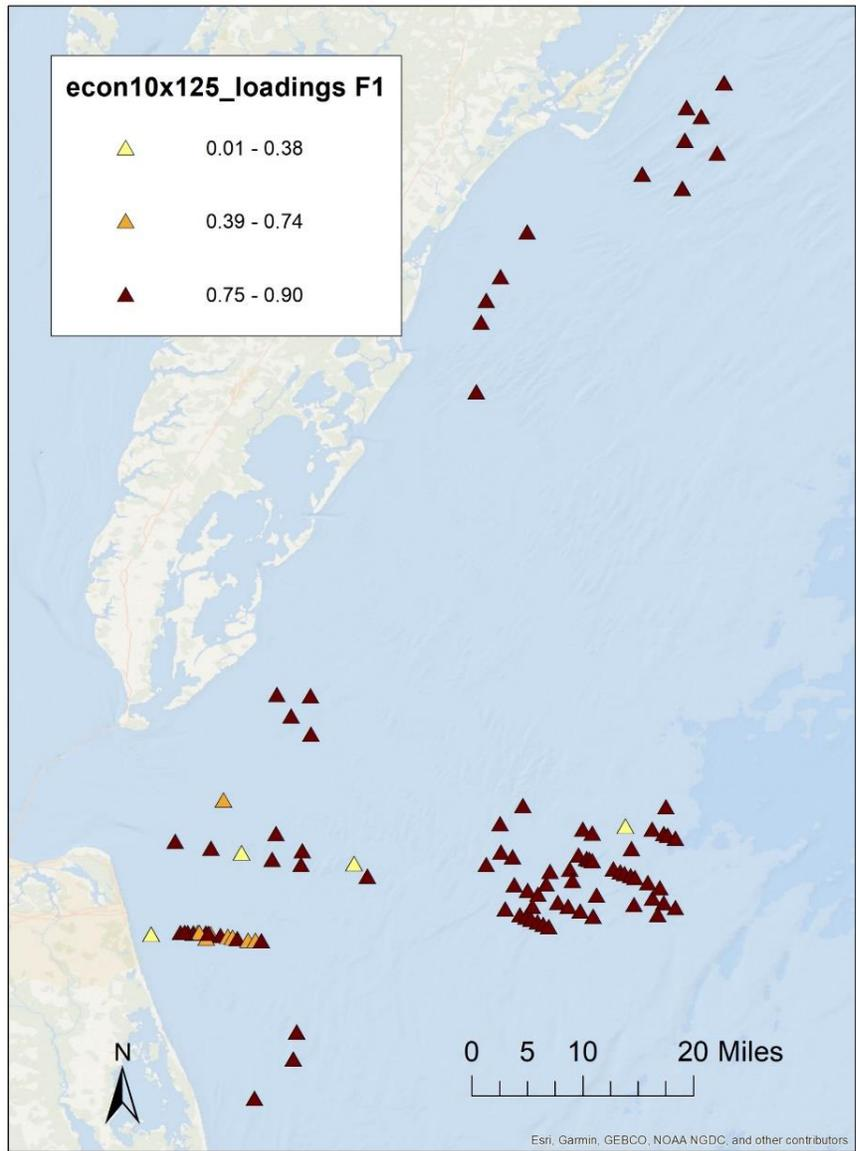 econ10x125_loadings F1
0.01 - 0.38
0.39 - 0.74
0.75 - 0.90
N
0 5 10 20 Miles
Esri, Garmin, GEBCO, NOAA NGDC, and other contributors